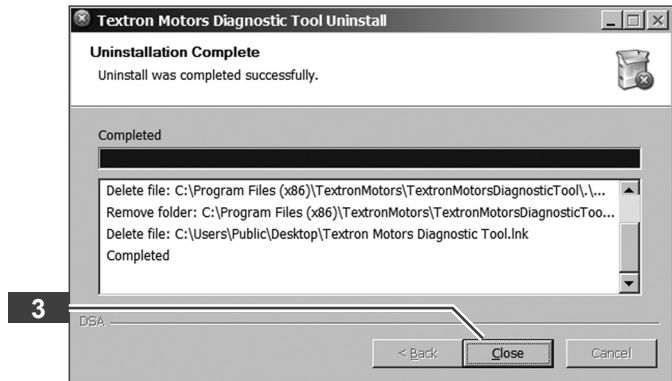 Textron Motors Diagnostic Tool Uninstall
Uninstallation Complete
Uninstall was completed successfully.
Completed
Delete file: C:\Program Files (x86)\TextronMotors\TextronMotorsDiagnosticTool\.\...
Remove folder: C:\Program Files (x86)\TextronMotors\TextronMotorsDiagnosticToo...
Delete file: C:\Users\Public\Desktop\Textron Motors Diagnostic Tool.lnk
Completed
3
DSA
< Back Close Cancel